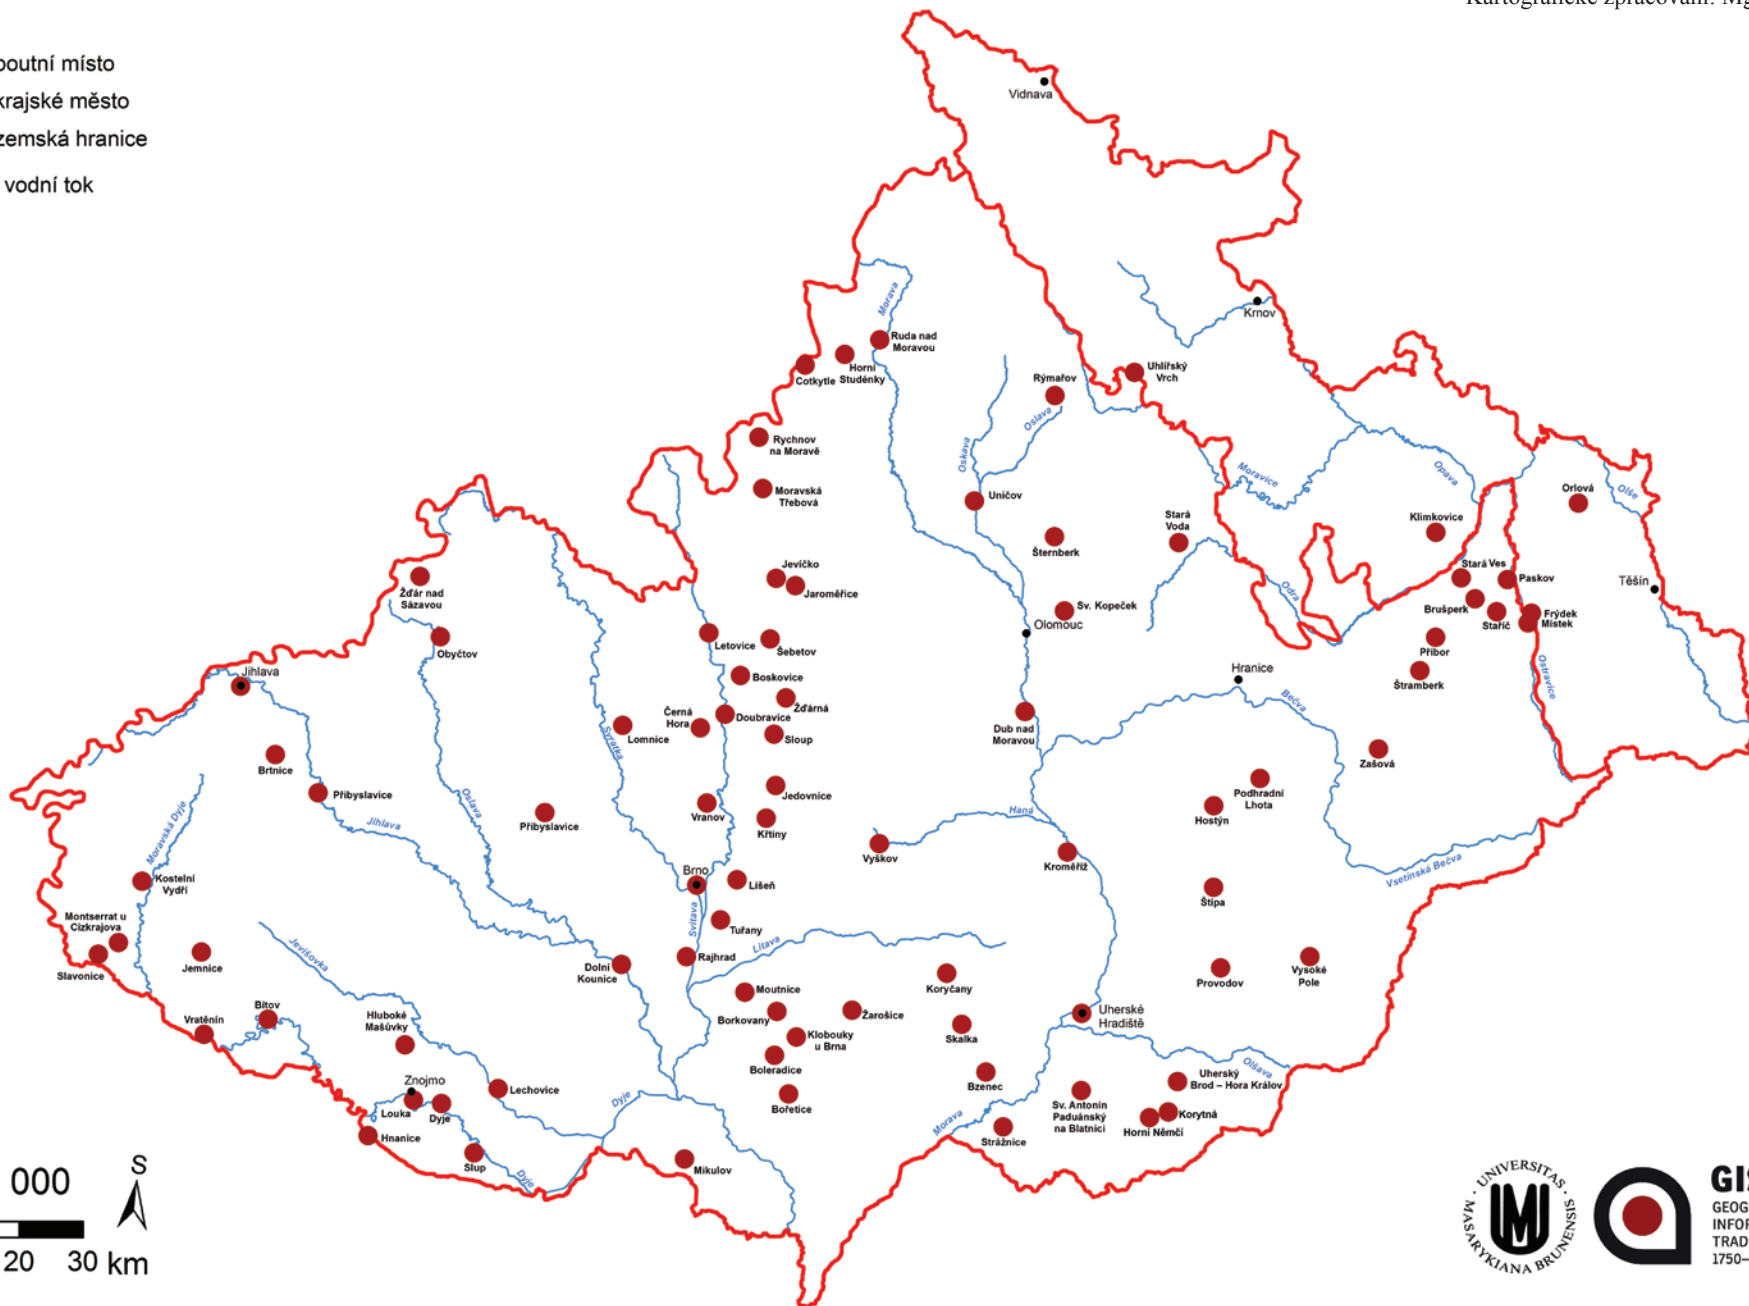 Kartografické zpracování: Mg
poutní místo
krajské město
zemská hranice
vodní tok
Vidnava
Krnov
Morava
Ruda nad
Moravou
Horní
Studénky
Cotkytle
Uhlířský
Vrch
Rýmařov
Oslava
Oskava
Rychnov
na Moravě
Moravská
Třebová
Moravice
Opava
Orlová
Olše
Uničov
Klimkovice
Stará
Voda
Šternberk
Jevíčko
Jaroměřice
Žďár nad
Sázavou
Stará Ves
Paskov
Těšín
Odra
Brušperk
Staříč
Frýdek
Místek
Sv. Kopeček
Olomouc
Obyčtov
Letovice
Šebetov
Příbor
Štramberk
Ostravice
Jihlava
Boskovice
Hranice
Bečva
Černá
Hora
Doubravice
Žďárná
Lomnice
Sloup
Svratka
Dub nad
Moravou
Zašová
Brtnice
Přibyslavice
Jihlava
Oslava
Přibyslavice
Jedovnice
Vranov
Křtiny
Podhradní
Lhota
Hostýn
Haná
Vyškov
Kroměříž
Vsetínská Bečva
Moravská Dyje
Kostelní
Vydří
Brno
Líšeň
Štípa
Montserrat u
Cizkrajova
Slavonice
Jemnice
Jevišovka
Svitava
Tuřany
Litava
Rajhrad
Dolní
Kounice
Koryčany
Provodov
Vysoké
Pole
Moutnice
Borkovany
Žarošice
Klobouky
u Brna
Boleradice
Bořetice
Uherské
Hradiště
Skalka
Vratěnín
Bítov
Hluboké
Mašůvky
Bzenec
Olšava
Uherský
Brod – Hora Králov
Znojmo
Louka
Dyje
Lechovice
Dyje
Sv. Antonín
Paduánský
na Blatnici
Korytná
Horní Němčí
Morava
Strážnice
Hnanice
Slup
Dyje
Mikulov
000
S
20 30 km
UNIVERSITAS · MASARYKIANA BRUNENSIS ·
GIS
GEOG
INFOR
TRAD
1750–